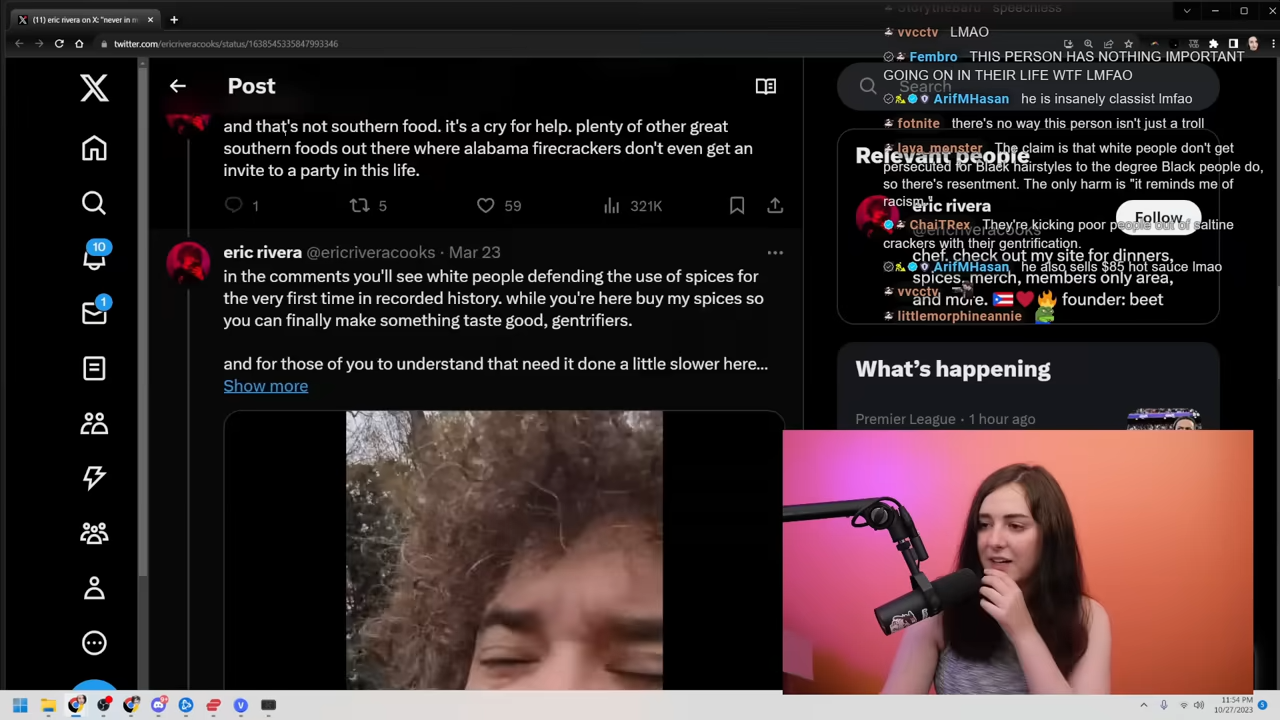 (11) eric rivera on X: "never in m
twitter.com/ericriveracooks/status/1638545335847993346
Post
and that's not southern food. it's a cry for help. plenty of other great
southern foods out there where alabama firecrackers don't even get an
invite to a party in this life.
1
5
59
321K
eric rivera @ericriveracooks · Mar 23
in the comments you'll see white people defending the use of spices for
the very first time in recorded history. while you're here buy my spices so
you can finally make something taste good, gentrifiers.
and for those of you to understand that need it done a little slower here...
Show more
10
1
Search
Relevant people
eric rivera
@ericriveracooks
Follow
chef. check out my site for dinners,
spices, merch, members only area,
and more.
founder: beet
What's happening
Premier League · 1 hour ago
StorytheBard speechless
vvcctv LMAO
Fembro THIS PERSON HAS NOTHING IMPORTANT
GOING ON IN THEIR LIFE WTF LMFAO
ArifMHasan he is insanely classist lmfao
fotnite there's no way this person isn't just a troll
laya_monster The claim is that white people don't get
persecuted for Black hairstyles to the degree Black people do,
so there's resentment. The only harm is "it reminds me of
racism."
ChaiTRex They're kicking poor people out of saltine
crackers with their gentrification.
ArifMHasan he also sells $85 hot sauce lmao
vvcctv
littlemorphineannie
11:54 PM
10/27/2023
5